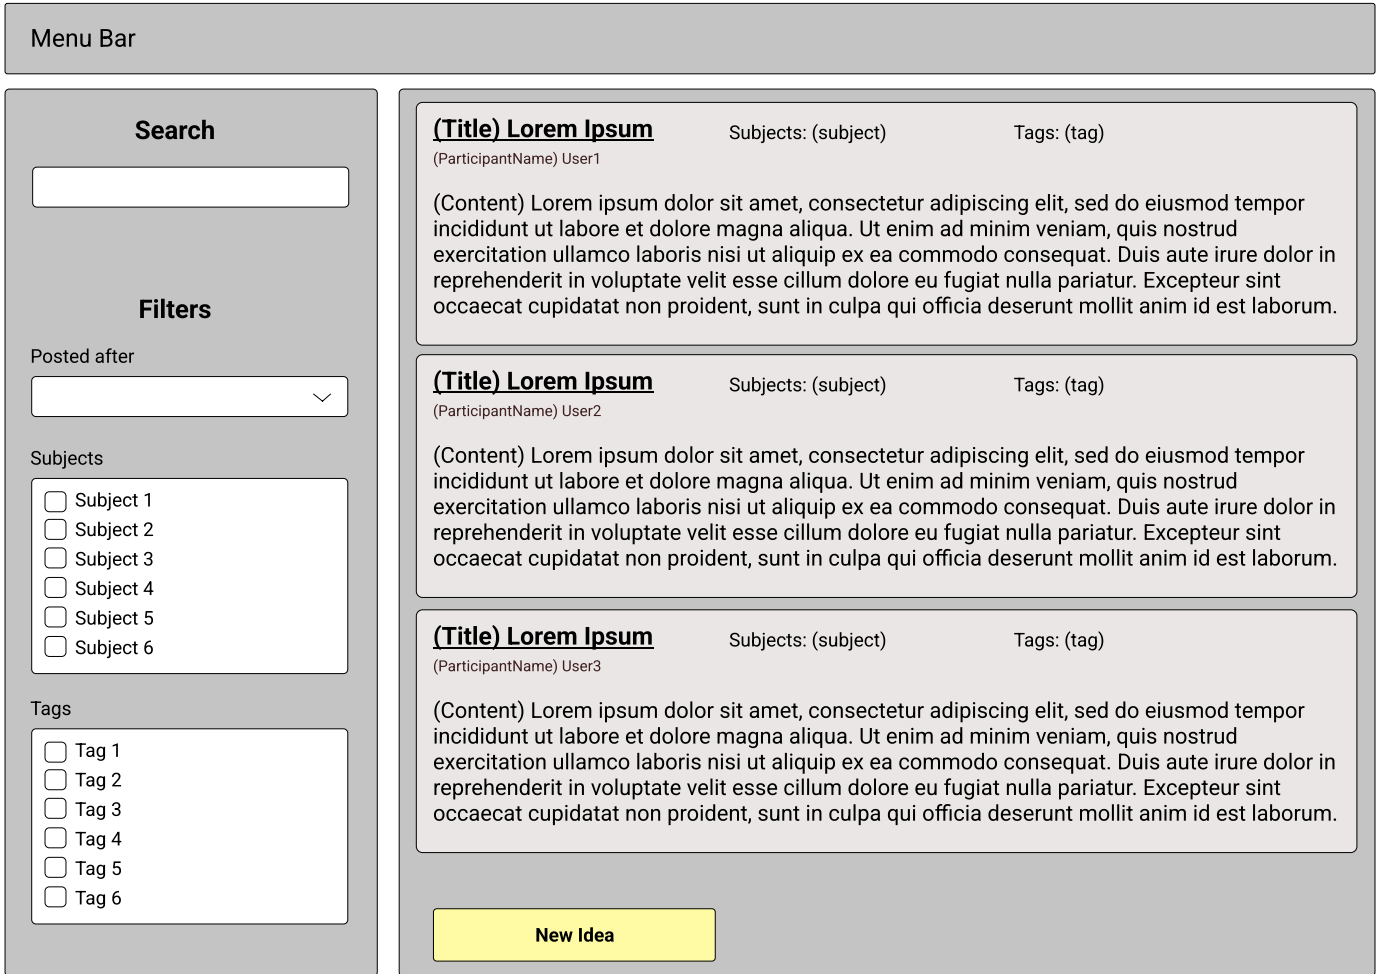 Menu Bar
Search
Filters
Posted after
Subjects
Subject 1
Subject 2
Subject 3
Subject 4
Subject 5
Subject 6
Tags
Tag 1
Tag 2
Tag 3
Tag 4
Tag 5
Tag 6
(Title) Lorem Ipsum Subjects: (subject) Tags: (tag)
(ParticipantName) User1
(Content) Lorem ipsum dolor sit amet, consectetur adipiscing elit, sed do eiusmod tempor
incididunt ut labore et dolore magna aliqua. Ut enim ad minim veniam, quis nostrud
exercitation ullamco laboris nisi ut aliquip ex ea commodo consequat. Duis aute irure dolor in
reprehenderit in voluptate velit esse cillum dolore eu fugiat nulla pariatur. Excepteur sint
occaecat cupidatat non proident, sunt in culpa qui officia deserunt mollit anim id est laborum.
(Title) Lorem Ipsum Subjects: (subject) Tags: (tag)
(ParticipantName) User2
(Content) Lorem ipsum dolor sit amet, consectetur adipiscing elit, sed do eiusmod tempor
incididunt ut labore et dolore magna aliqua. Ut enim ad minim veniam, quis nostrud
exercitation ullamco laboris nisi ut aliquip ex ea commodo consequat. Duis aute irure dolor in
reprehenderit in voluptate velit esse cillum dolore eu fugiat nulla pariatur. Excepteur sint
occaecat cupidatat non proident, sunt in culpa qui officia deserunt mollit anim id est laborum.
(Title) Lorem Ipsum Subjects: (subject) Tags: (tag)
(ParticipantName) User3
(Content) Lorem ipsum dolor sit amet, consectetur adipiscing elit, sed do eiusmod tempor
incididunt ut labore et dolore magna aliqua. Ut enim ad minim veniam, quis nostrud
exercitation ullamco laboris nisi ut aliquip ex ea commodo consequat. Duis aute irure dolor in
reprehenderit in voluptate velit esse cillum dolore eu fugiat nulla pariatur. Excepteur sint
occaecat cupidatat non proident, sunt in culpa qui officia deserunt mollit anim id est laborum.
New Idea